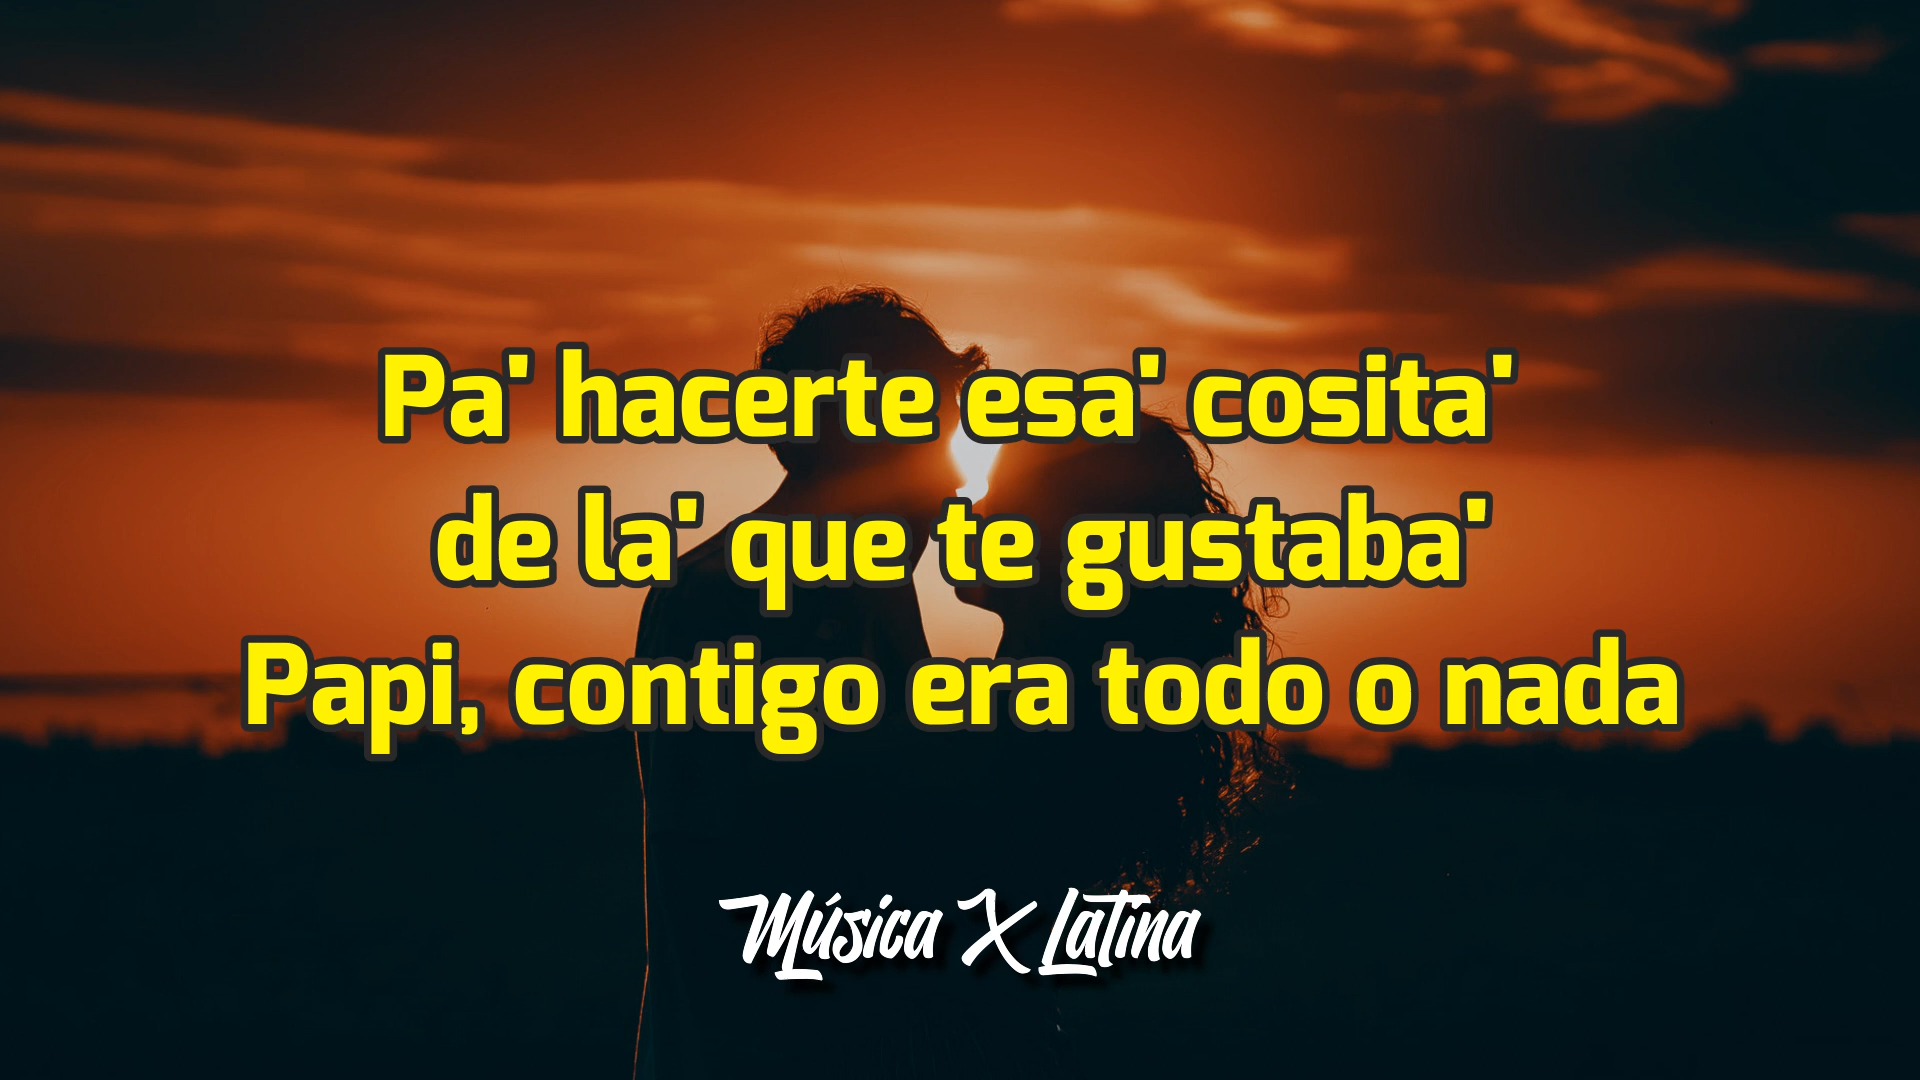 Pa' hacerte esa' cosita'
de la' que te gustaba'
Papi, contigo era todo o nada
Música X Latina